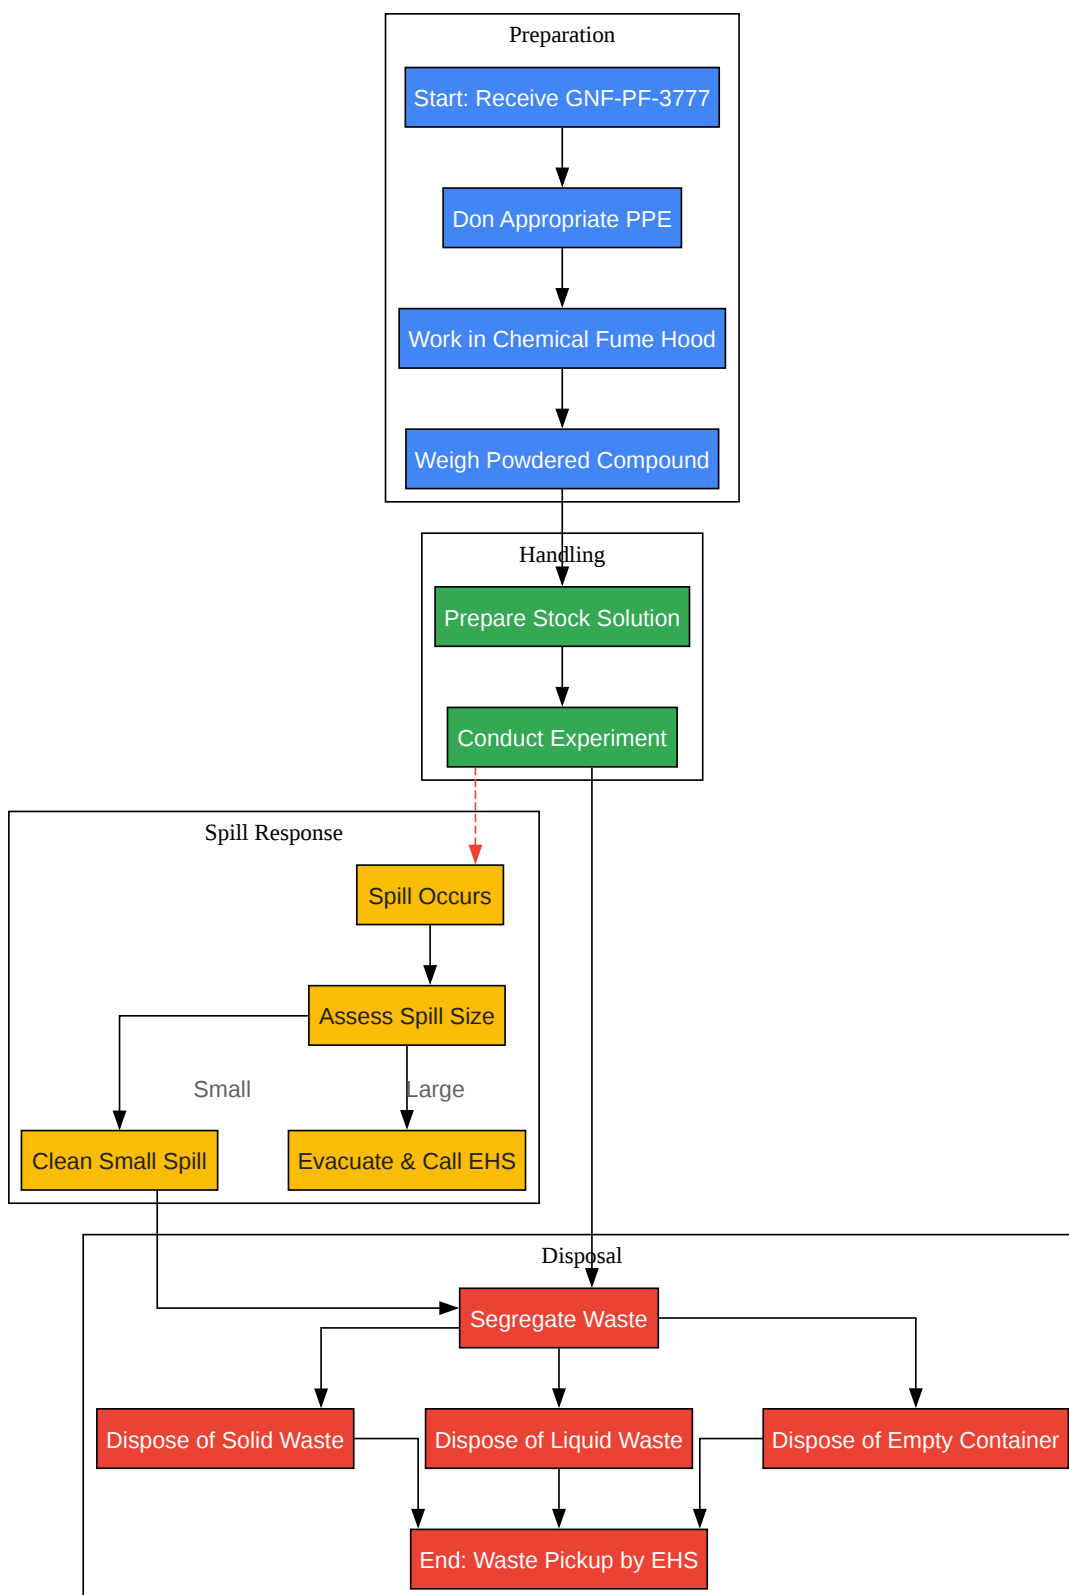 Preparation
Start: Receive GNF-PF-3777
Don Appropriate PPE
Work in Chemical Fume Hood
Weigh Powdered Compound
Handling
Prepare Stock Solution
Conduct Experiment
Spill Response
Spill Occurs
Assess Spill Size
Small
Large
Clean Small Spill
Evacuate & Call EHS
Disposal
Segregate Waste
Dispose of Solid Waste
Dispose of Liquid Waste
Dispose of Empty Container
End: Waste Pickup by EHS